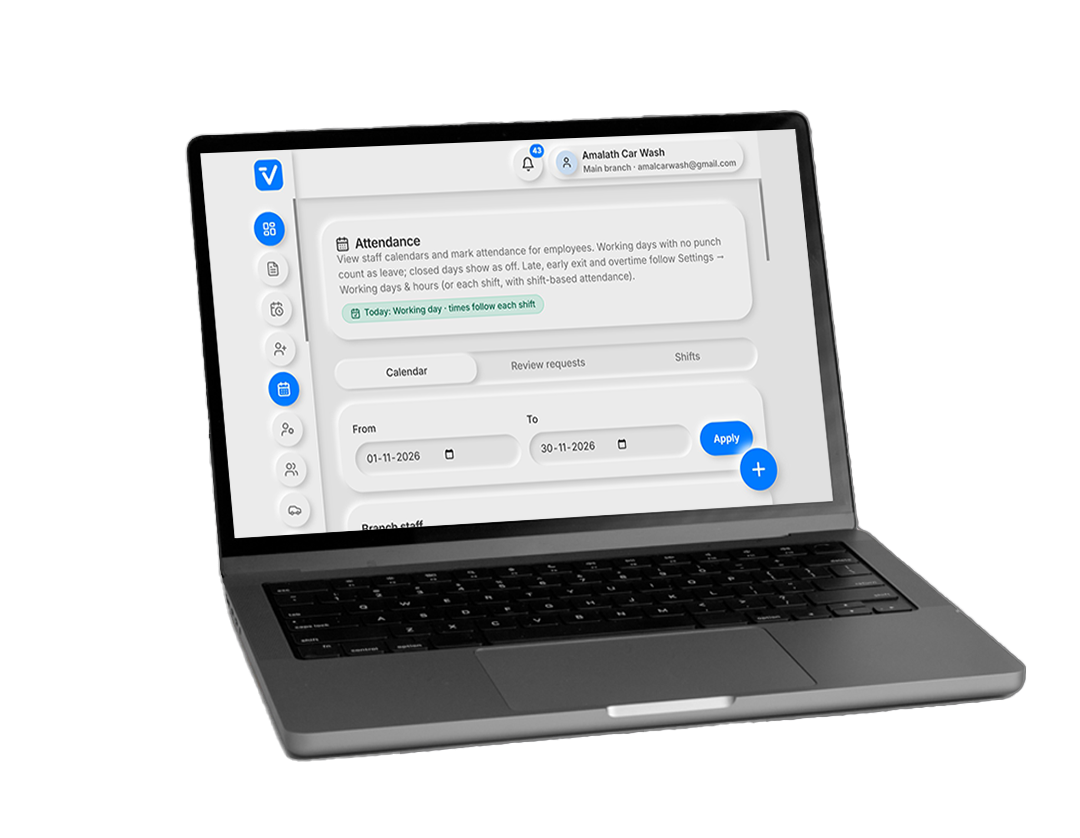 43
Amalath Car Wash
Main branch · amalcarwash@gmail.com
Attendance
View staff calendars and mark attendance for employees. Working days with no punch
count as leave; closed days show as off. Late, early exit and overtime follow Settings →
Working days & hours (or each shift, with shift-based attendance).
Today: Working day · times follow each shift
Calendar
Review requests
Shifts
From
To
01-11-2026
30-11-2026
Apply
Branch staff